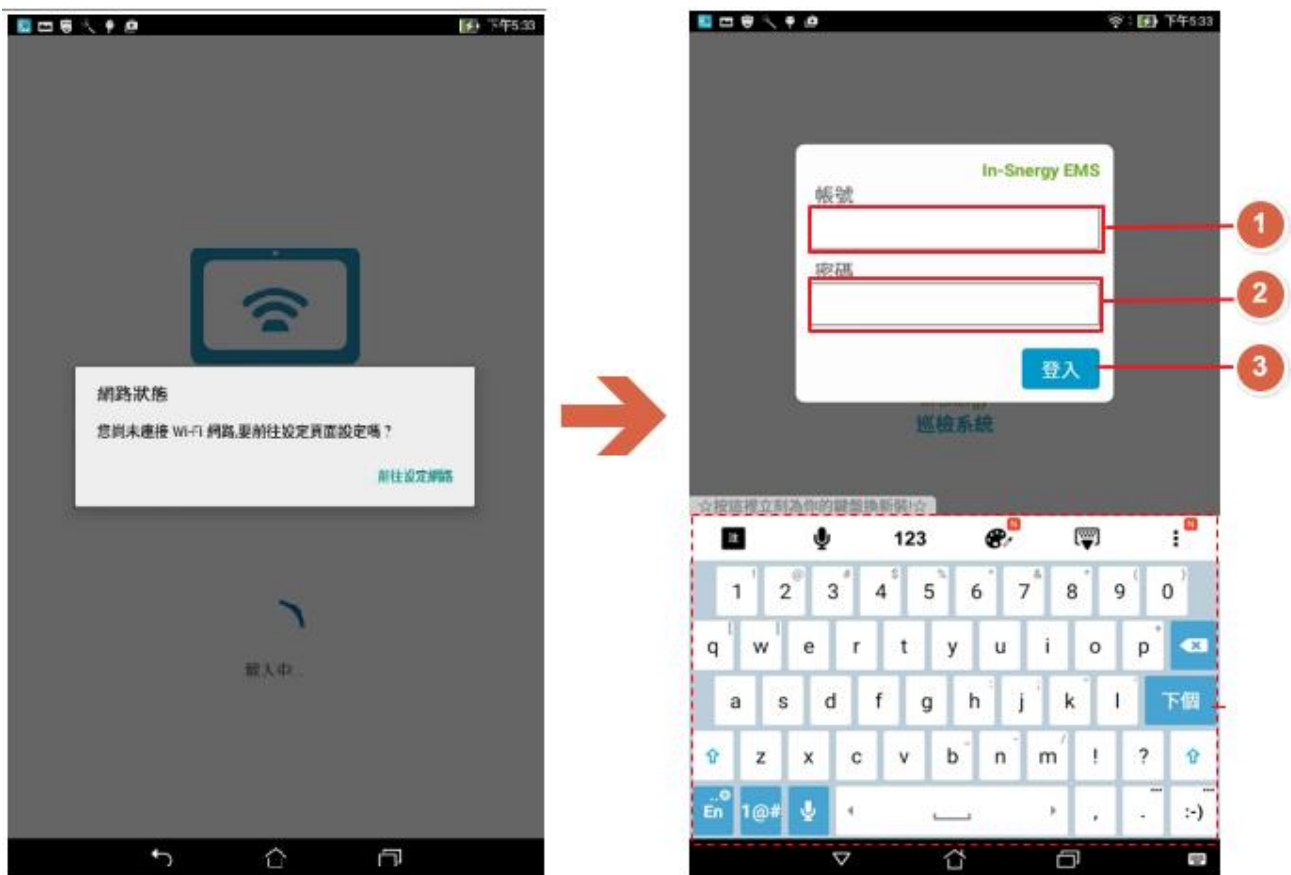 下午5:33
網路狀態
您尚未連接 Wi-Fi 網路,要前往設定頁面設定嗎？
前往設定網路
載入中...
下午5:33
In-Snergy EMS
帳號
1
密碼
2
登入
3
巡檢系統
☆按這裡立刻為你的鍵盤換新裝!☆
注 123 N N
1 2 3 4 5 6 7 8 9 0
q w e r t y u i o p
a s d f g h j k l 下個
z x c v b n m ! ?
En 1@# , . :-)